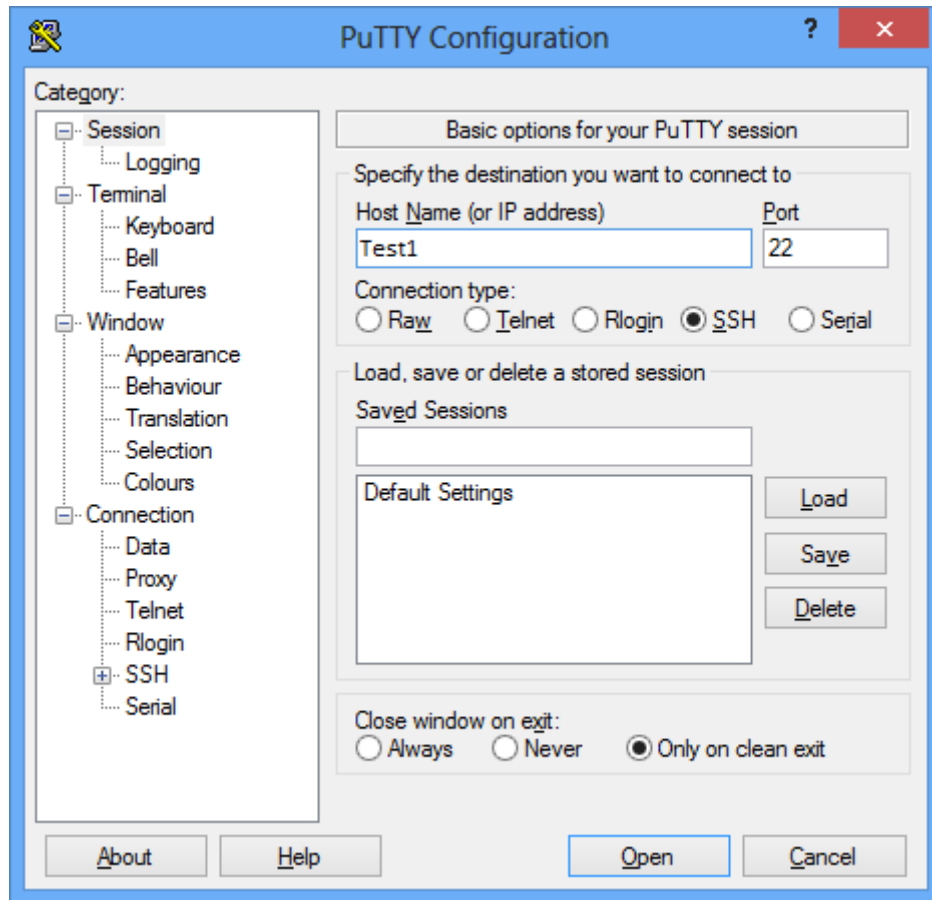 PuTTY Configuration
?
Category:
Session
Logging
Terminal
Keyboard
Bell
Features
Window
Appearance
Behaviour
Translation
Selection
Colours
Connection
Data
Proxy
Telnet
Rlogin
SSH
Serial
Basic options for your PuTTY session
Specify the destination you want to connect to
Host Name (or IP address) Port
Test1 22
Connection type:
Raw Telnet Rlogin SSH Serial
Load, save or delete a stored session
Saved Sessions
Default Settings
Load
Save
Delete
Close window on exit:
Always Never Only on clean exit
About Help Open Cancel